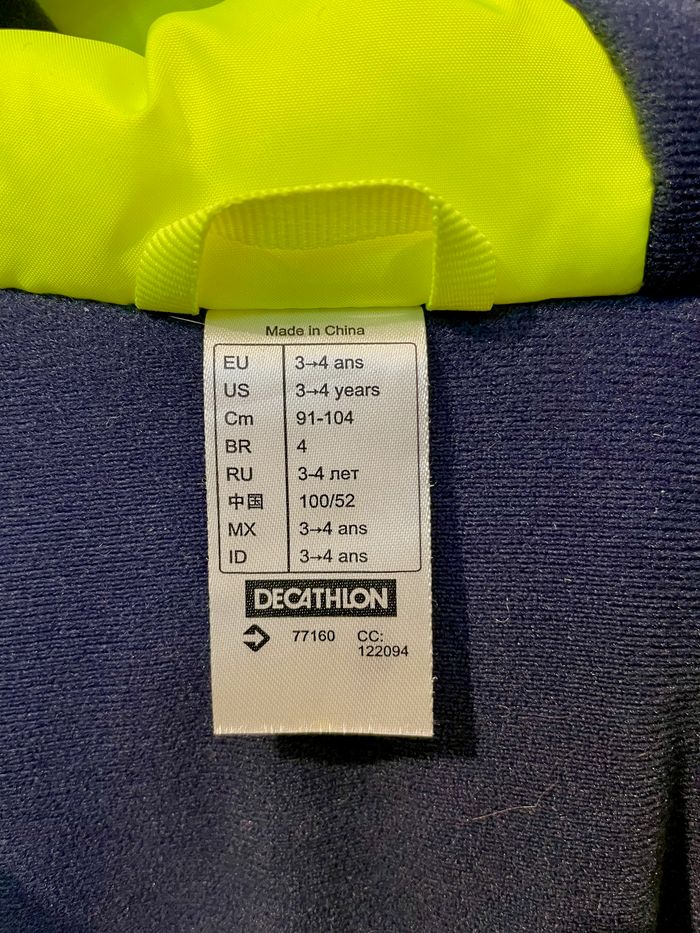 Made in China
EU 3→4 ans
US 3→4 years
Cm 91-104
BR 4
RU 3-4 лет
中国 100/52
MX 3→4 ans
ID 3→4 ans
DECATHLON
77160 CC:
122094